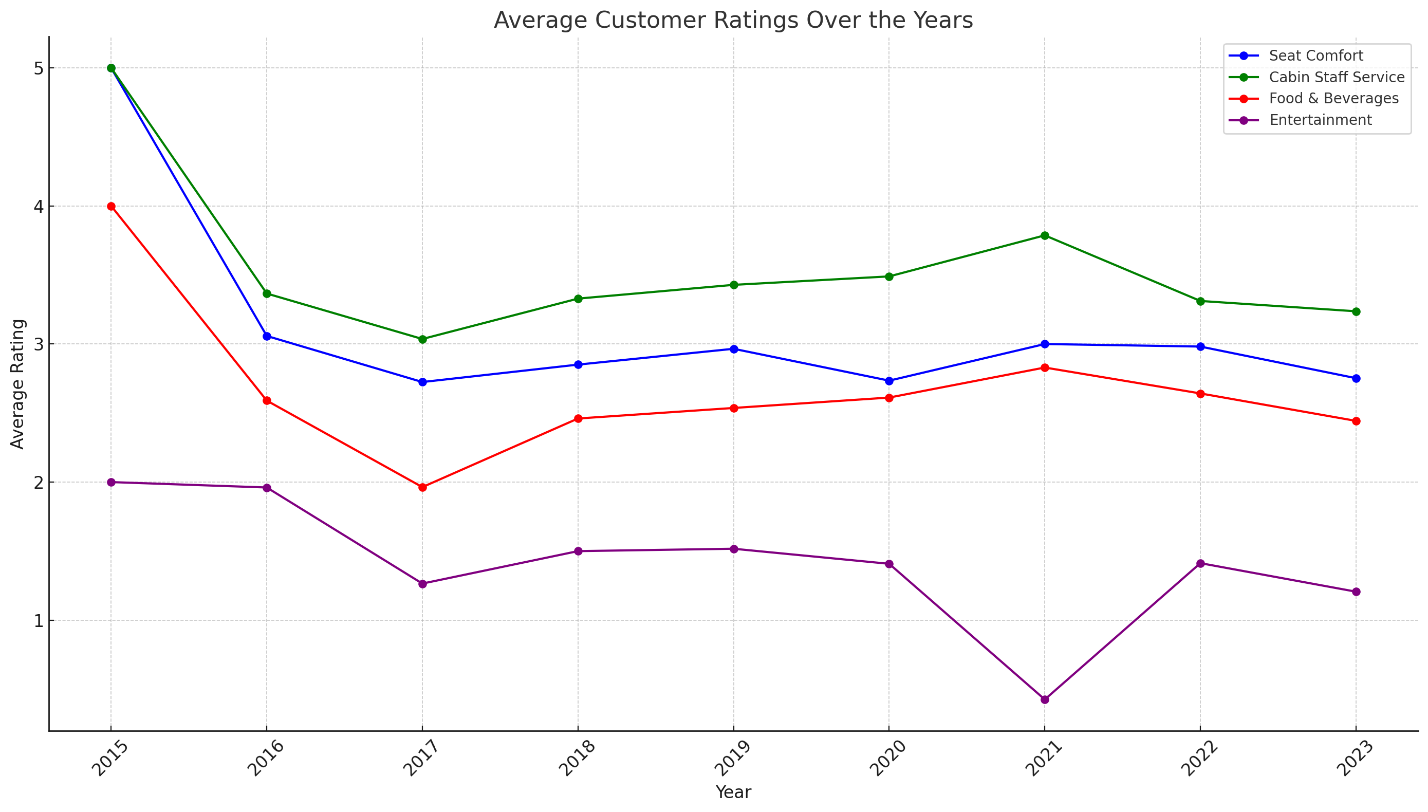 Average Customer Ratings Over the Years
Seat Comfort
Cabin Staff Service
Food & Beverages
Entertainment
Average Rating
5
4
3
2
1
2015
2016
2017
2018
2019
2020
2021
2022
2023
Year